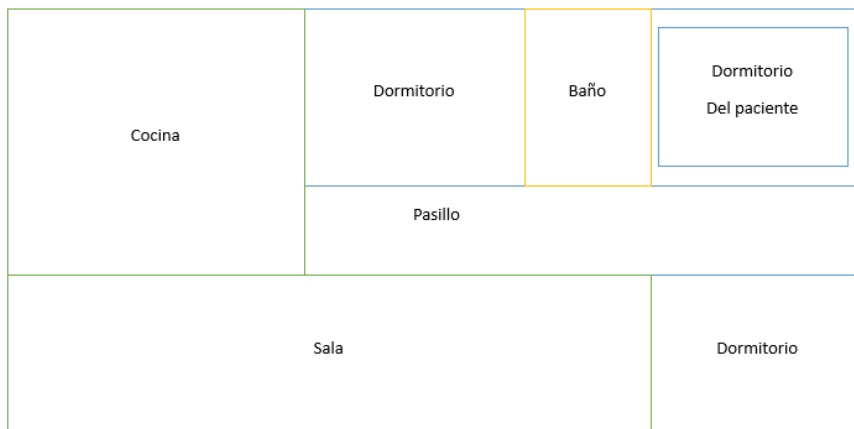 Cocina
Dormitorio
Baño
Dormitorio
Del paciente
Pasillo
Sala
Dormitorio